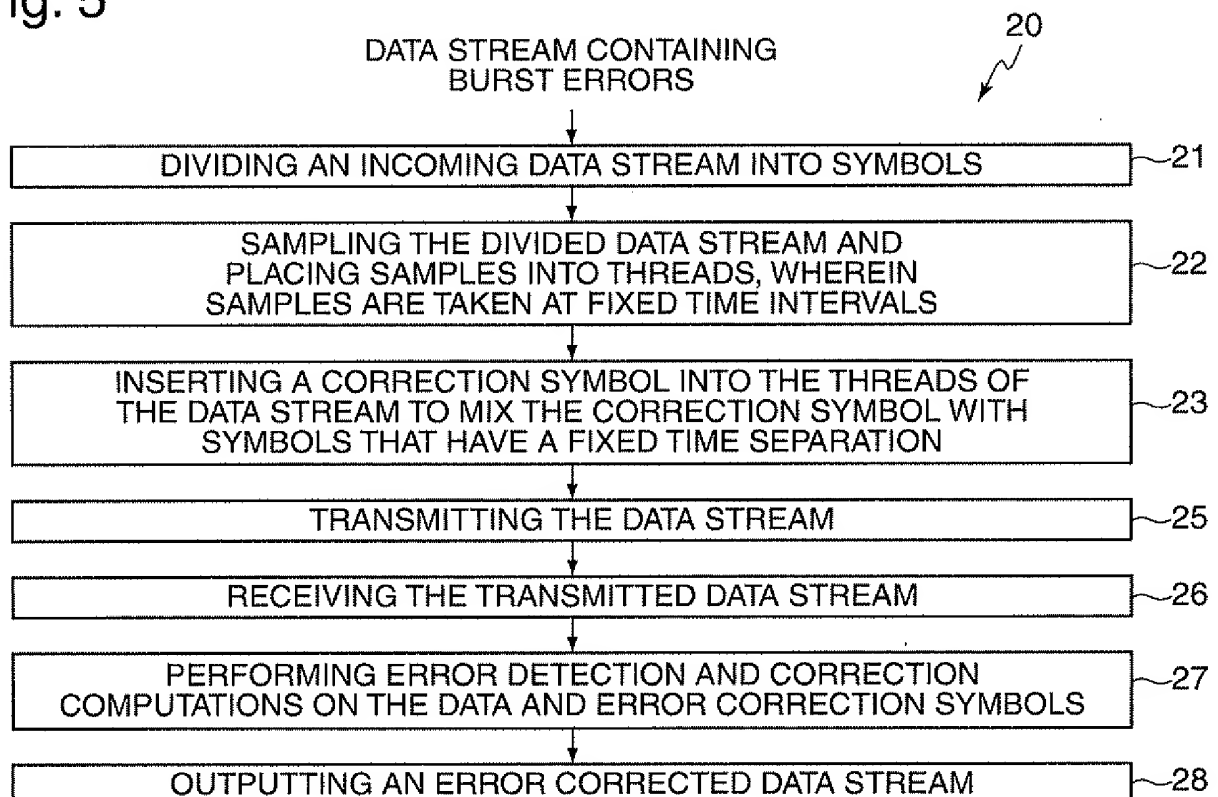 ig. 5
20
DATA STREAM CONTAINING
BURST ERRORS
DIVIDING AN INCOMING DATA STREAM INTO SYMBOLS
21
SAMPLING THE DIVIDED DATA STREAM AND
PLACING SAMPLES INTO THREADS, WHEREIN
SAMPLES ARE TAKEN AT FIXED TIME INTERVALS
22
INSERTING A CORRECTION SYMBOL INTO THE THREADS OF
THE DATA STREAM TO MIX THE CORRECTION SYMBOL WITH
SYMBOLS THAT HAVE A FIXED TIME SEPARATION
23
TRANSMITTING THE DATA STREAM
25
RECEIVING THE TRANSMITTED DATA STREAM
26
PERFORMING ERROR DETECTION AND CORRECTION
COMPUTATIONS ON THE DATA AND ERROR CORRECTION SYMBOLS
27
OUTPUTTING AN ERROR CORRECTED DATA STREAM
28